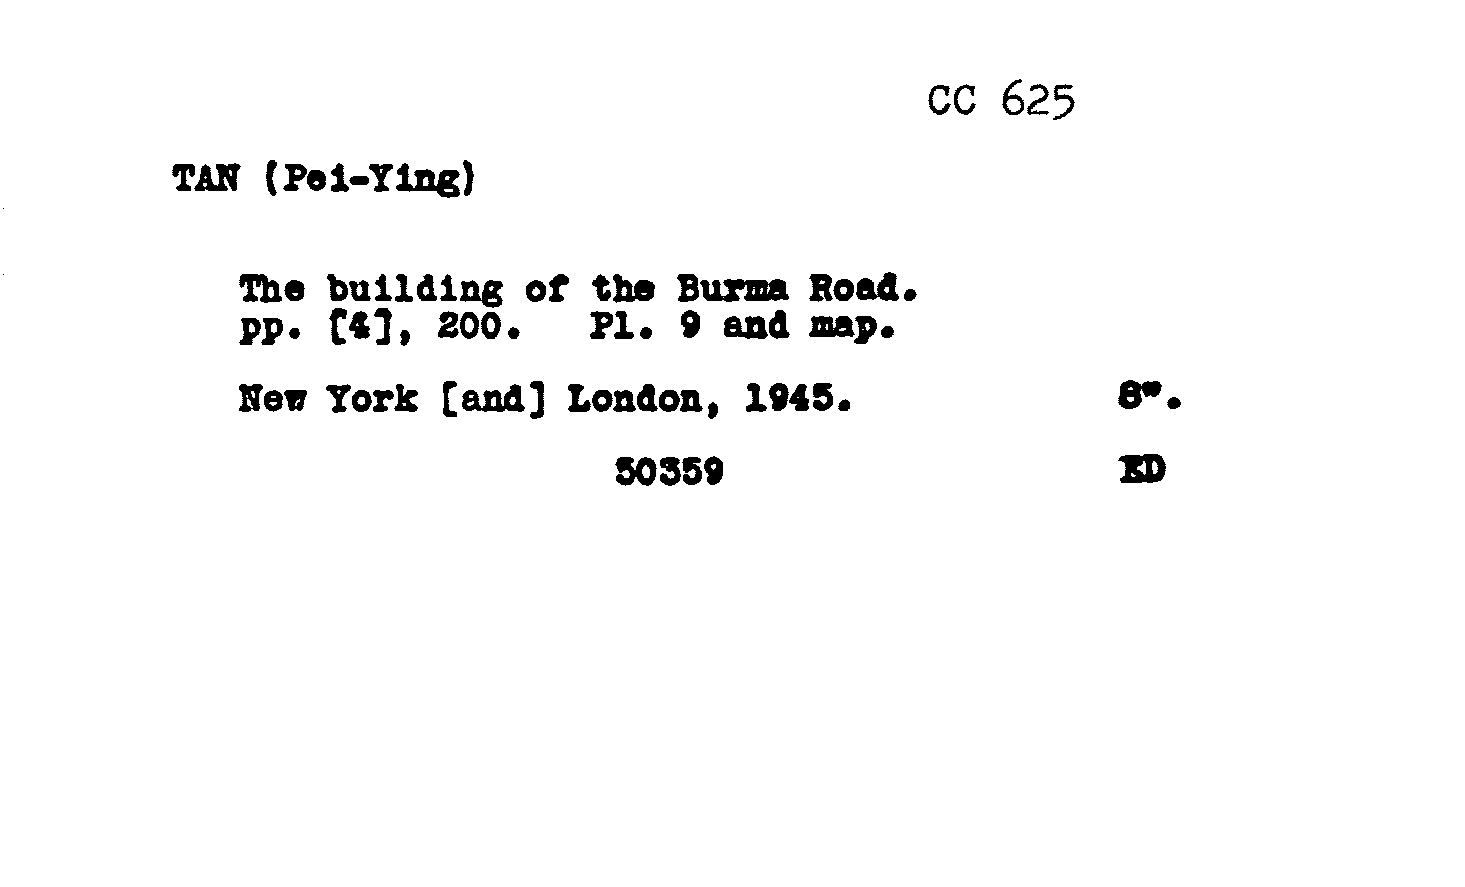 CC 625
TAN (Pei-Ying)
The building of the Burma Road.
pp. [4], 200. Pl. 9 and map.
New York [and] London, 1945. 8".
50359 ED